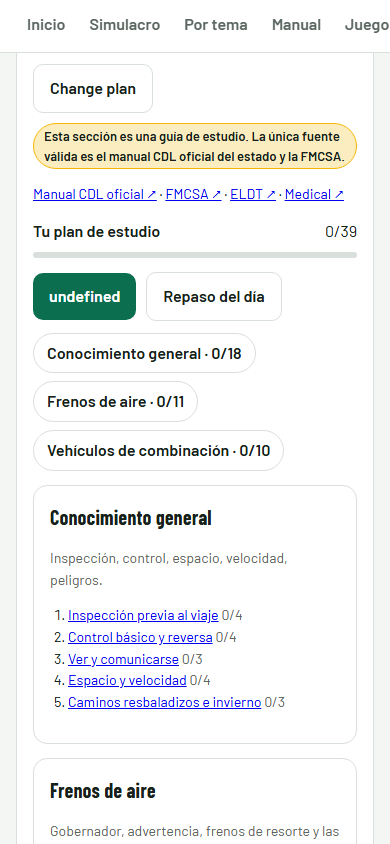 Inicio Simulacro Por tema Manual Juego
Change plan
Esta sección es una guía de estudio. La única fuente
válida es el manual CDL oficial del estado y la FMCSA.
Manual CDL oficial ↗ · FMCSA ↗ · ELDT ↗ · Medical ↗
Tu plan de estudio 0/39
undefined Repaso del día
Conocimiento general · 0/18
Frenos de aire · 0/11
Vehículos de combinación · 0/10
Conocimiento general
Inspección, control, espacio, velocidad,
peligros.
1. Inspección previa al viaje 0/4
2. Control básico y reversa 0/4
3. Ver y comunicarse 0/3
4. Espacio y velocidad 0/4
5. Caminos resbaladizos e invierno 0/3
Frenos de aire
Gobernador, advertencia, frenos de resorte y las